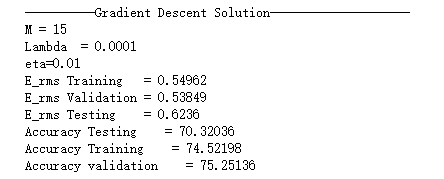 ——————Gradient Descent Solution————————————
M = 15
Lambda = 0.0001
eta=0.01
E_rms Training = 0.54962
E_rms Validation = 0.53849
E_rms Testing = 0.6236
Accuracy Testing = 70.32036
Accuracy Training = 74.52198
Accuracy validation = 75.25136